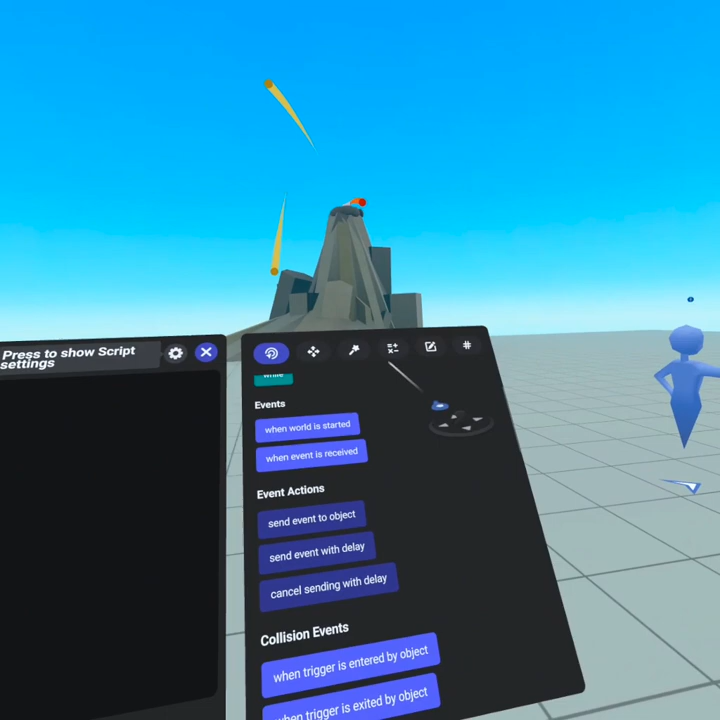 Press to show Script
settings
while
Events
when world is started
when event is received
Event Actions
send event to object
send event with delay
cancel sending with delay
Collision Events
when trigger is entered by object
when trigger is exited by object